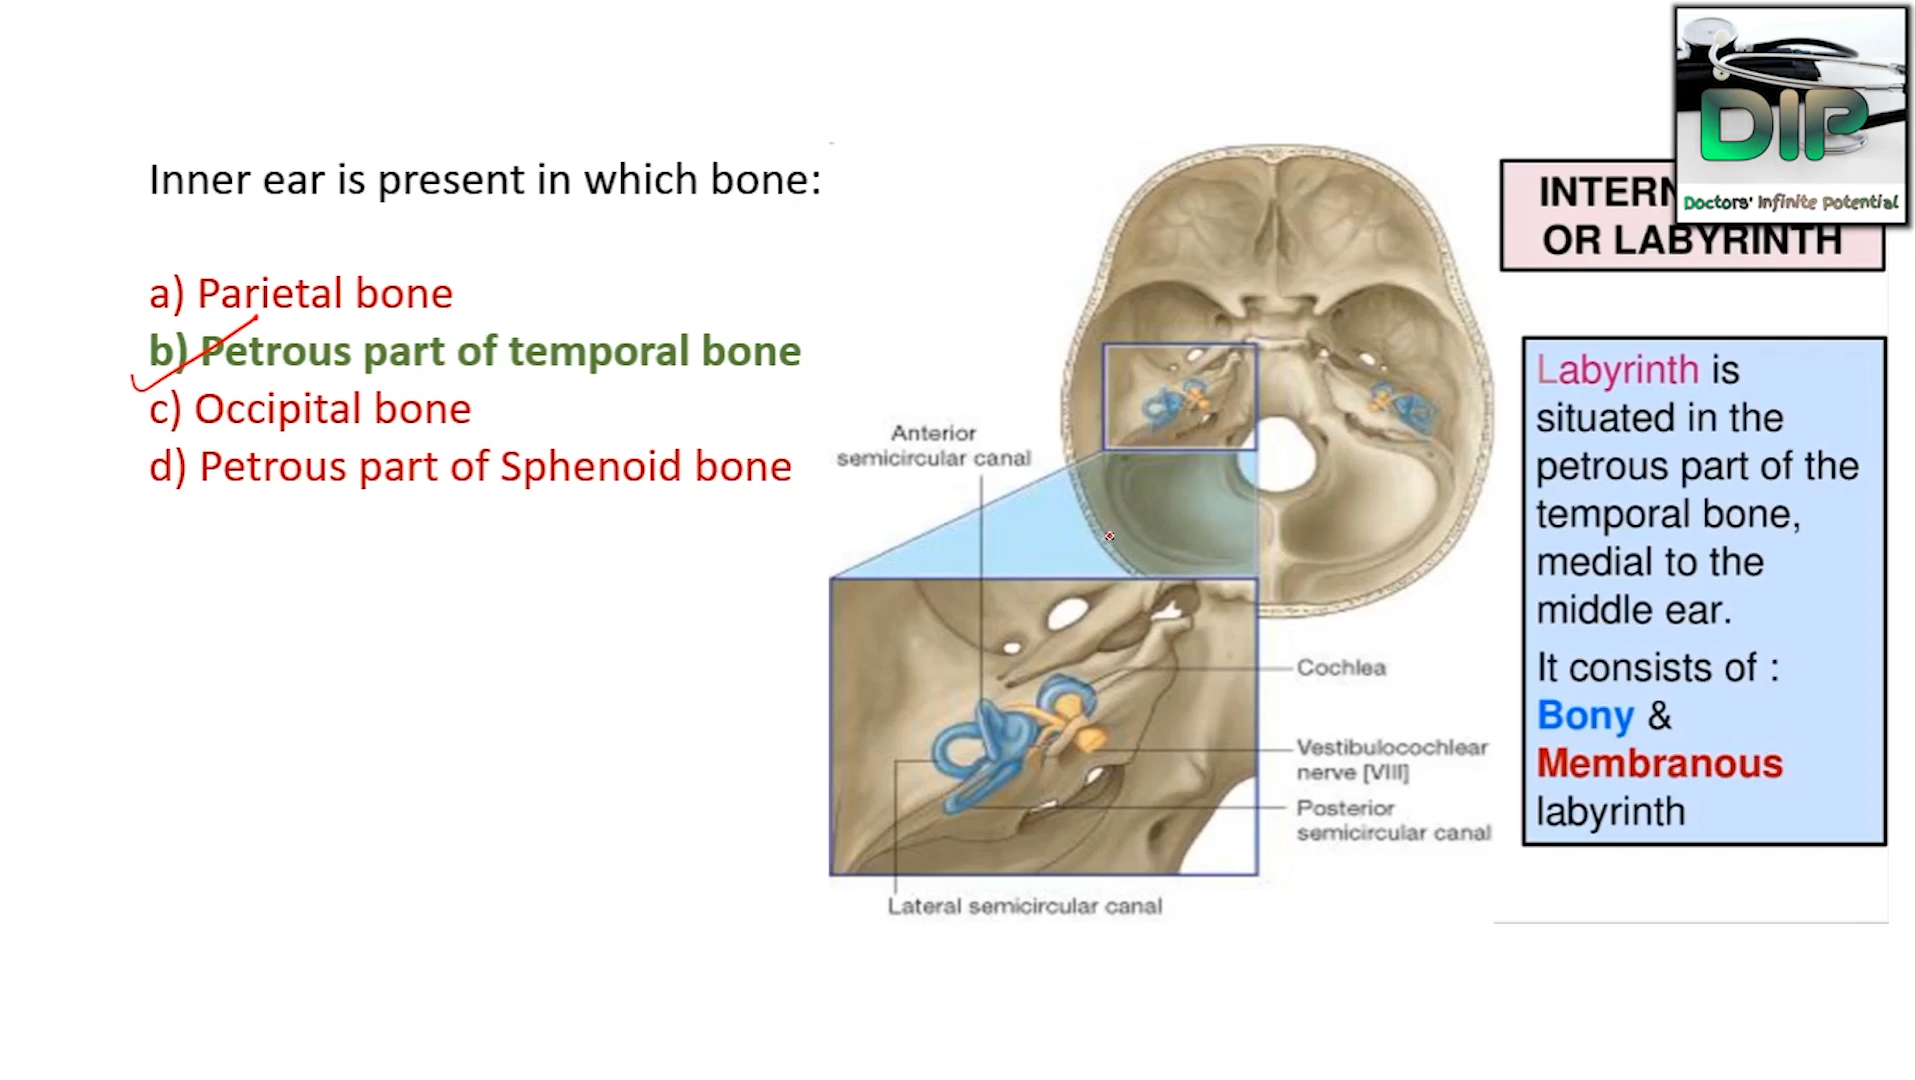 Inner ear is present in which bone:
a) Parietal bone
b) Petrous part of temporal bone
c) Occipital bone
d) Petrous part of Sphenoid bone
Anterior
semicircular canal
Cochlea
Vestibulocochlear
nerve [VIII]
Posterior
semicircular canal
Lateral semicircular canal
DIP
Doctors' Infinite Potential
OR LABYRINTH
Labyrinth is
situated in the
petrous part of the
temporal bone,
medial to the
middle ear.
It consists of :
Bony &
Membranous
labyrinth